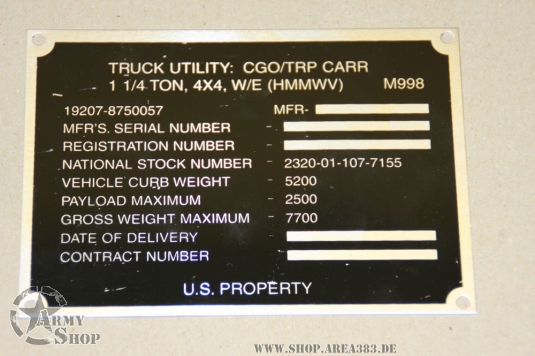 TRUCK UTILITY: CGO/TRP CARR
1 1/4 TON, 4X4, W/E (HMMWV) M998
19207-8750057 MFR-
MFR'S. SERIAL NUMBER -
REGISTRATION NUMBER -
NATIONAL STOCK NUMBER - 2320-01-107-7155
VEHICLE CURB WEIGHT - 5200
PAYLOAD MAXIMUM - 2500
GROSS WEIGHT MAXIMUM - 7700
DATE OF DELIVERY -
CONTRACT NUMBER -
U.S. PROPERTY
ARMY
SHOP
WWW.SHOP.AREA383.DE